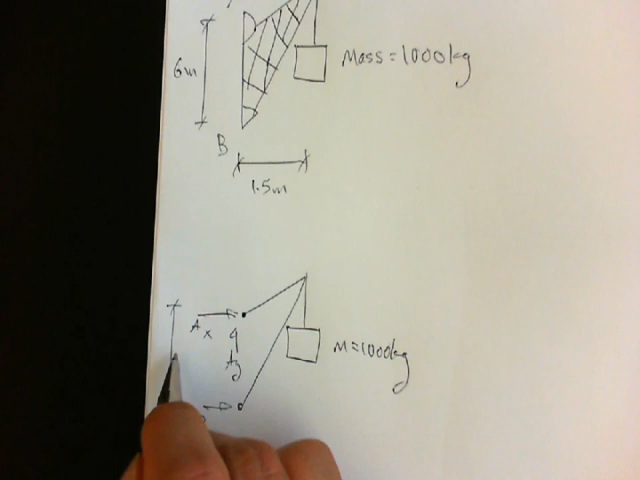 6m
Mass = 1000kg
B
1.5m
Ax
Ay
M=1000kg